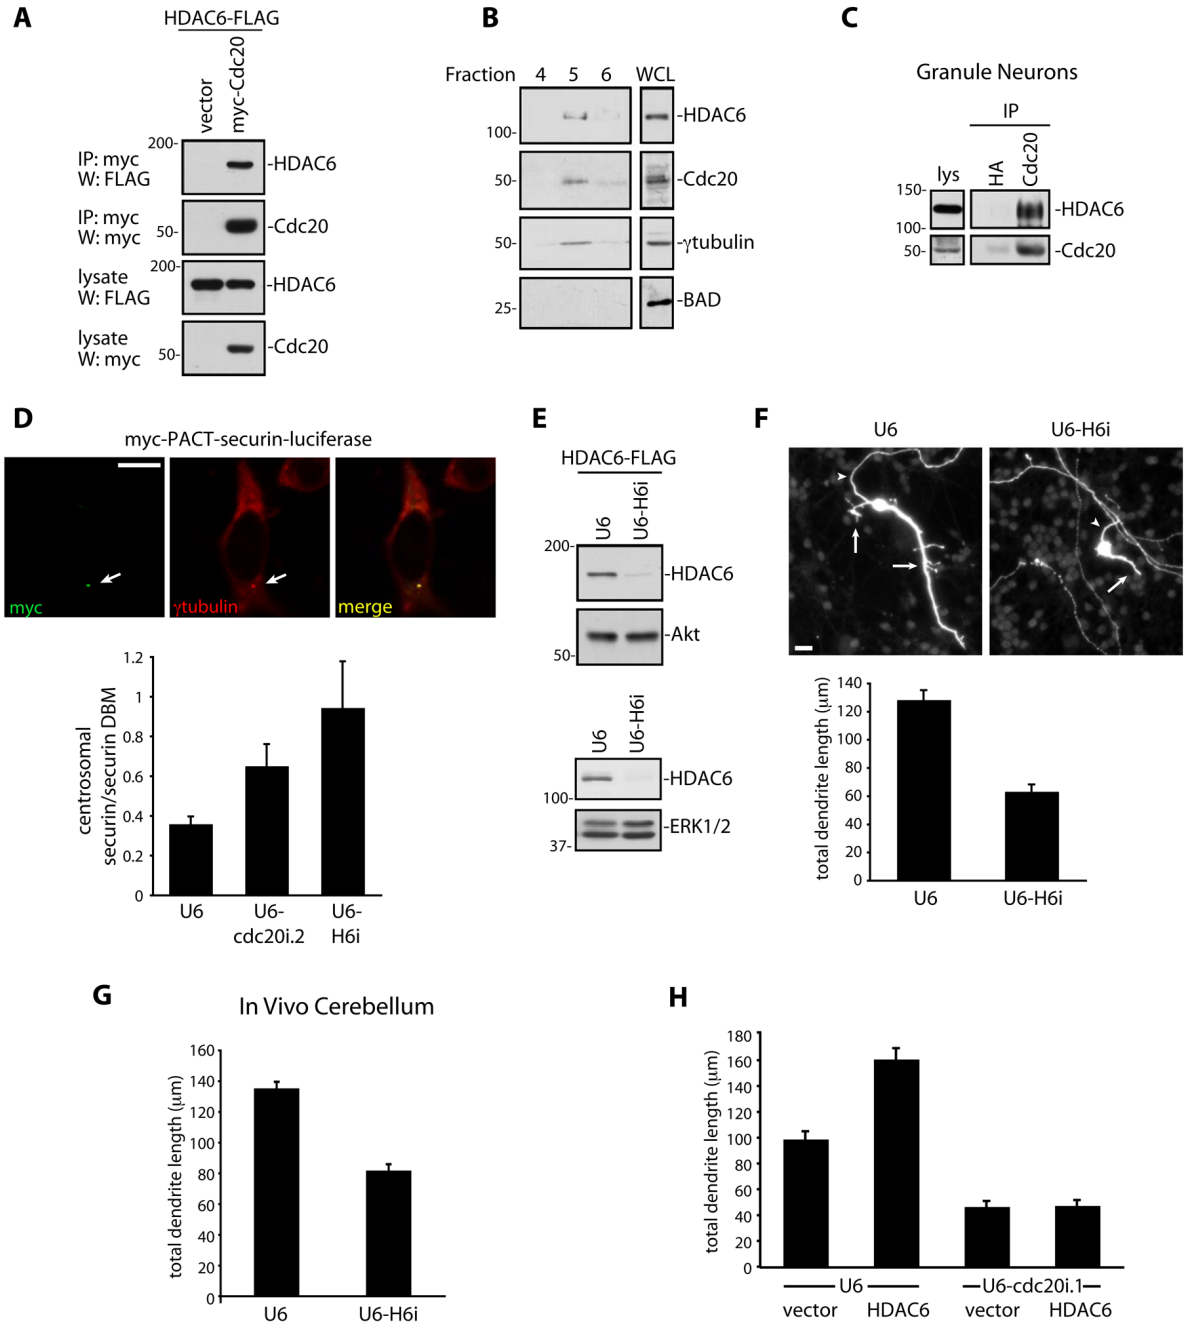 A
HDAC6-FLAG
vector
myc-Cdc20
200-
IP: myc
W: FLAG
-HDAC6
IP: myc
W: myc
50-
-Cdc20
200-
lysate
W: FLAG
-HDAC6
lysate
W: myc
50-
-Cdc20
B
Fraction 4 5 6 WCL
100-
-HDAC6
50-
-Cdc20
50-
-γtubulin
25-
-BAD
C
Granule Neurons
IP
lys
HA
Cdc20
150-
100-
-HDAC6
50-
-Cdc20
D
myc-PACT-securin-luciferase
myc
γtubulin
merge
centrosomal
securin/securin DBM
1.2
1
0.8
0.6
0.4
0.2
0
U6
U6-
cdc20i.2
U6-
H6i
E
HDAC6-FLAG
U6
U6-H6i
200-
-HDAC6
-Akt
50-
U6
U6-H6i
-HDAC6
100-
-ERK1/2
37-
F
U6
U6-H6i
total dendrite length (μm)
140
120
100
80
60
40
20
0
U6
U6-H6i
G
In Vivo Cerebellum
total dendrite length (μm)
160
140
120
100
80
60
40
20
0
U6
U6-H6i
H
total dendrite length (μm)
180
160
140
120
100
80
60
40
20
0
U6
U6-cdc20i.1
vector HDAC6 vector HDAC6